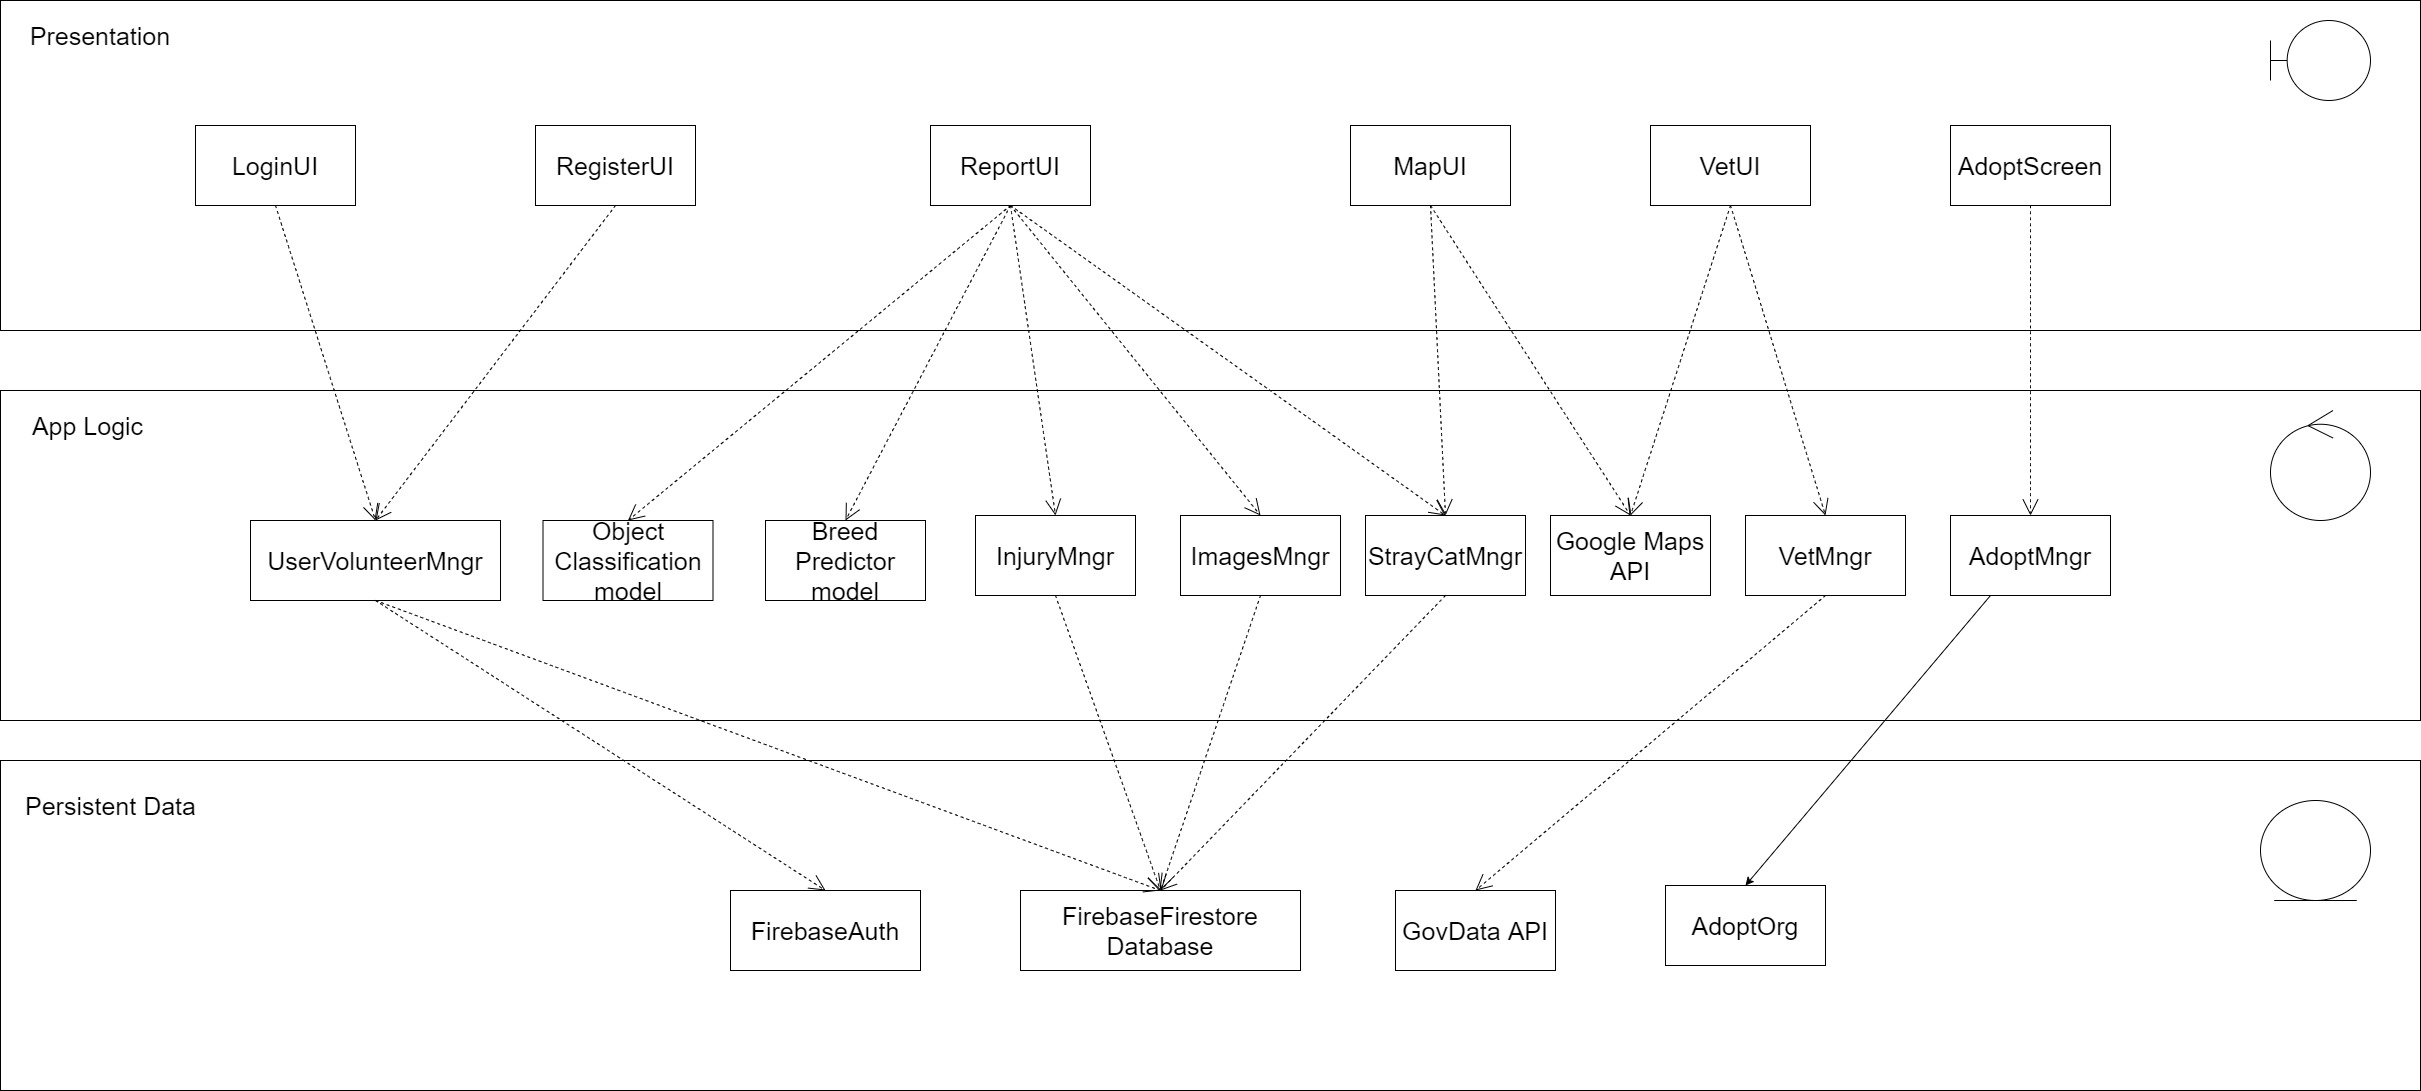 Presentation
LoginUI
RegisterUI
ReportUI
MapUI
VetUI
AdoptScreen
App Logic
UserVolunteerMngr
Object
Classification
model
Breed
Predictor
model
InjuryMngr
ImagesMngr
StrayCatMngr
Google Maps
API
VetMngr
AdoptMngr
Persistent Data
FirebaseAuth
FirebaseFirestore
Database
GovData API
AdoptOrg